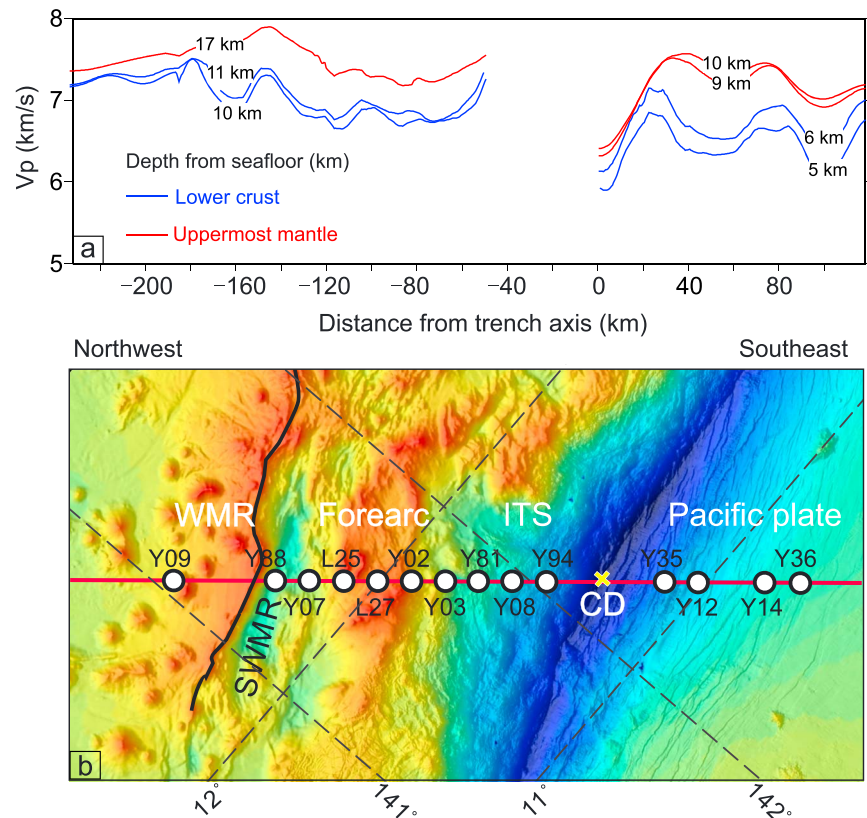 8
7
6
5
Vp (km/s)
17 km
11 km
10 km
10 km
9 km
6 km
5 km
Depth from seafloor (km)
Lower crust
Uppermost mantle
a
−200 −160 −120 −80 −40 0 40 80
Distance from trench axis (km)
Northwest Southeast
WMR Forearc ITS Pacific plate
Y09 Y88 L25 Y02 Y81 Y94 Y35 Y36
Y07 L27 Y03 Y08 CD Y12 Y14
SWMR
b
12° 141° 11° 142°